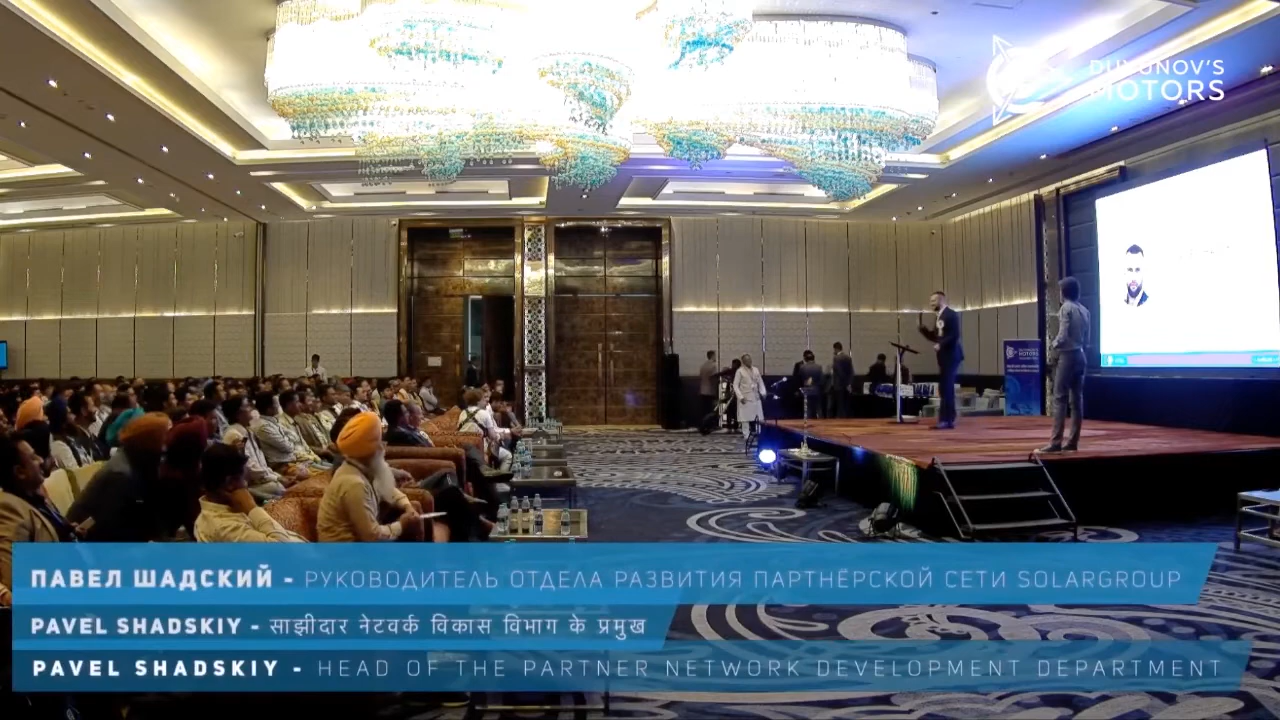 DUYUNOV'S
MOTORS
ПАВЕЛ ШАДСКИЙ - РУКОВОДИТЕЛЬ ОТДЕЛА РАЗВИТИЯ ПАРТНЁРСКОЙ СЕТИ SOLARGROUP
PAVEL SHADSKIY - साझीदार नेटवर्क विकास विभाग के प्रमुख
PAVEL SHADSKIY - HEAD OF THE PARTNER NETWORK DEVELOPMENT DEPARTMENT